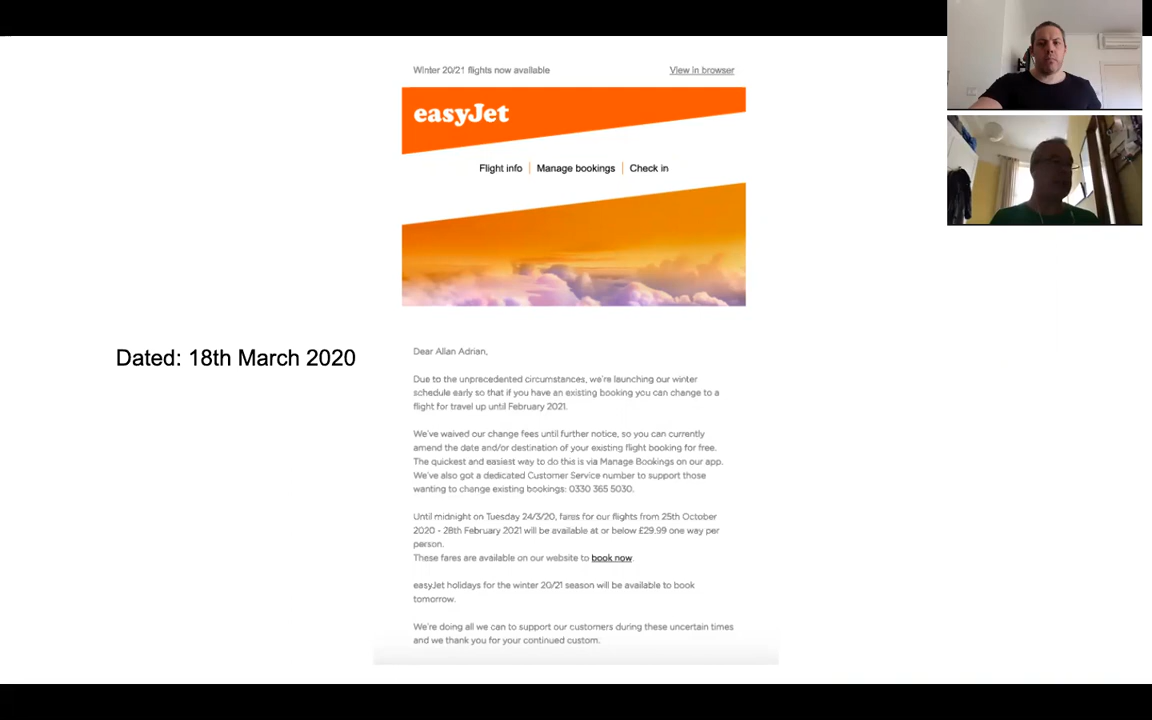 Winter 20/21 flights now available
View in browser
easyJet
Flight info | Manage bookings | Check in
Dated: 18th March 2020
Dear Allan Adrian,
Due to the unprecedented circumstances, we're launching our winter
schedule early so that if you have an existing booking you can change to a
flight for travel up until February 2021.
We've waived our change fees until further notice, so you can currently
amend the date and/or destination of your existing flight booking for free.
The quickest and easiest way to do this is via Manage Bookings on our app.
We've also got a dedicated Customer Service number to support those
wanting to change existing bookings: 0330 365 5030.
Until midnight on Tuesday 24/3/20, fares for our flights from 25th October
2020 - 28th February 2021 will be available at or below £29.99 one way per
person.
These fares are available on our website to book now.
easyJet holidays for the winter 20/21 season will be available to book
tomorrow.
We're doing all we can to support our customers during these uncertain times
and we thank you for your continued custom.